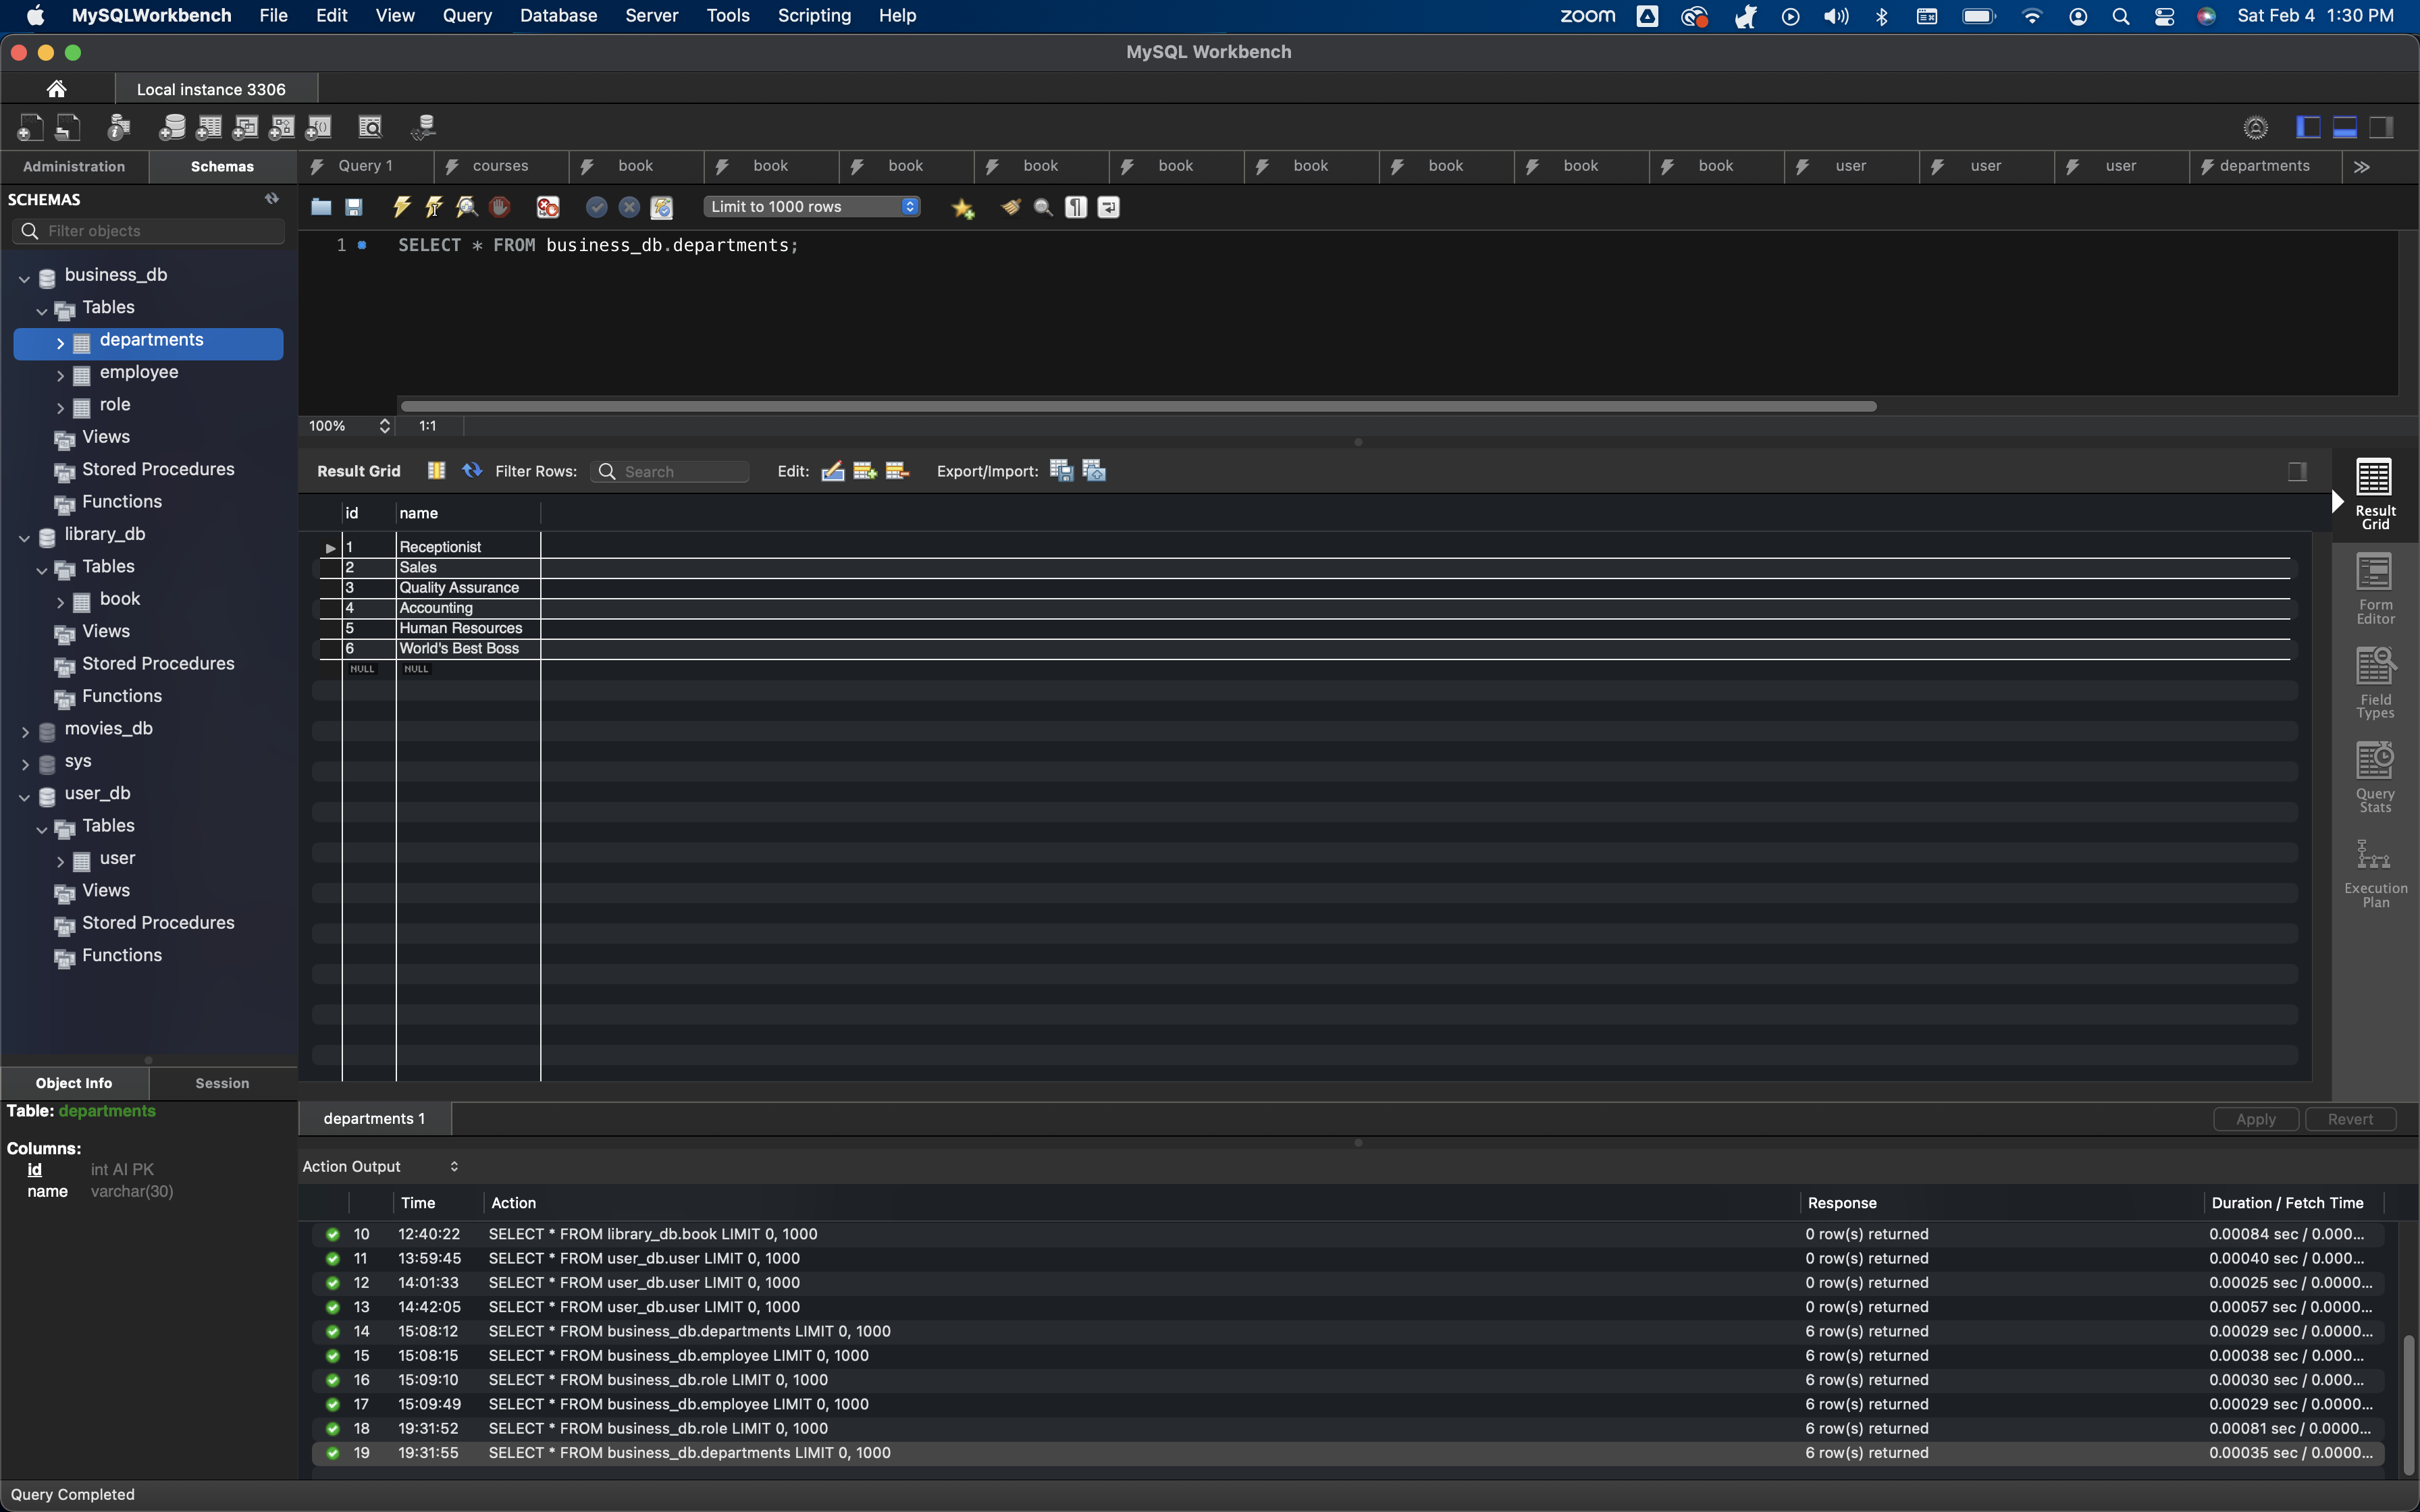 MySQLWorkbench File Edit View Query Database Server Tools Scripting Help zoom Sat Feb 4 1:30 PM
MySQL Workbench
Local instance 3306
Administration Schemas Query 1 courses book book book book book book book book book user user user departments
SCHEMAS
Filter objects
Limit to 1000 rows
1 SELECT * FROM business_db.departments;
business_db
Tables
departments
employee
role
Views
Stored Procedures
Functions
library_db
Tables
book
Views
Stored Procedures
Functions
movies_db
sys
user_db
Tables
user
Views
Stored Procedures
Functions
100% 1:1
Result Grid Filter Rows: Search Edit: Export/Import:
id name
1 Receptionist
2 Sales
3 Quality Assurance
4 Accounting
5 Human Resources
6 World's Best Boss
NULL NULL
Result
Grid
Form
Editor
Field
Types
Query
Stats
Execution
Plan
Object Info Session
Table: departments
Columns:
id int AI PK
name varchar(30)
departments 1 Apply Revert
Action Output
Time Action Response Duration / Fetch Time
10 12:40:22 SELECT * FROM library_db.book LIMIT 0, 1000 0 row(s) returned 0.00084 sec / 0.000...
11 13:59:45 SELECT * FROM user_db.user LIMIT 0, 1000 0 row(s) returned 0.00040 sec / 0.000...
12 14:01:33 SELECT * FROM user_db.user LIMIT 0, 1000 0 row(s) returned 0.00025 sec / 0.0000...
13 14:42:05 SELECT * FROM user_db.user LIMIT 0, 1000 0 row(s) returned 0.00057 sec / 0.0000...
14 15:08:12 SELECT * FROM business_db.departments LIMIT 0, 1000 6 row(s) returned 0.00029 sec / 0.0000...
15 15:08:15 SELECT * FROM business_db.employee LIMIT 0, 1000 6 row(s) returned 0.00038 sec / 0.000...
16 15:09:10 SELECT * FROM business_db.role LIMIT 0, 1000 6 row(s) returned 0.00030 sec / 0.000...
17 15:09:49 SELECT * FROM business_db.employee LIMIT 0, 1000 6 row(s) returned 0.00029 sec / 0.0000...
18 19:31:52 SELECT * FROM business_db.role LIMIT 0, 1000 6 row(s) returned 0.00081 sec / 0.0000...
19 19:31:55 SELECT * FROM business_db.departments LIMIT 0, 1000 6 row(s) returned 0.00035 sec / 0.0000...
Query Completed